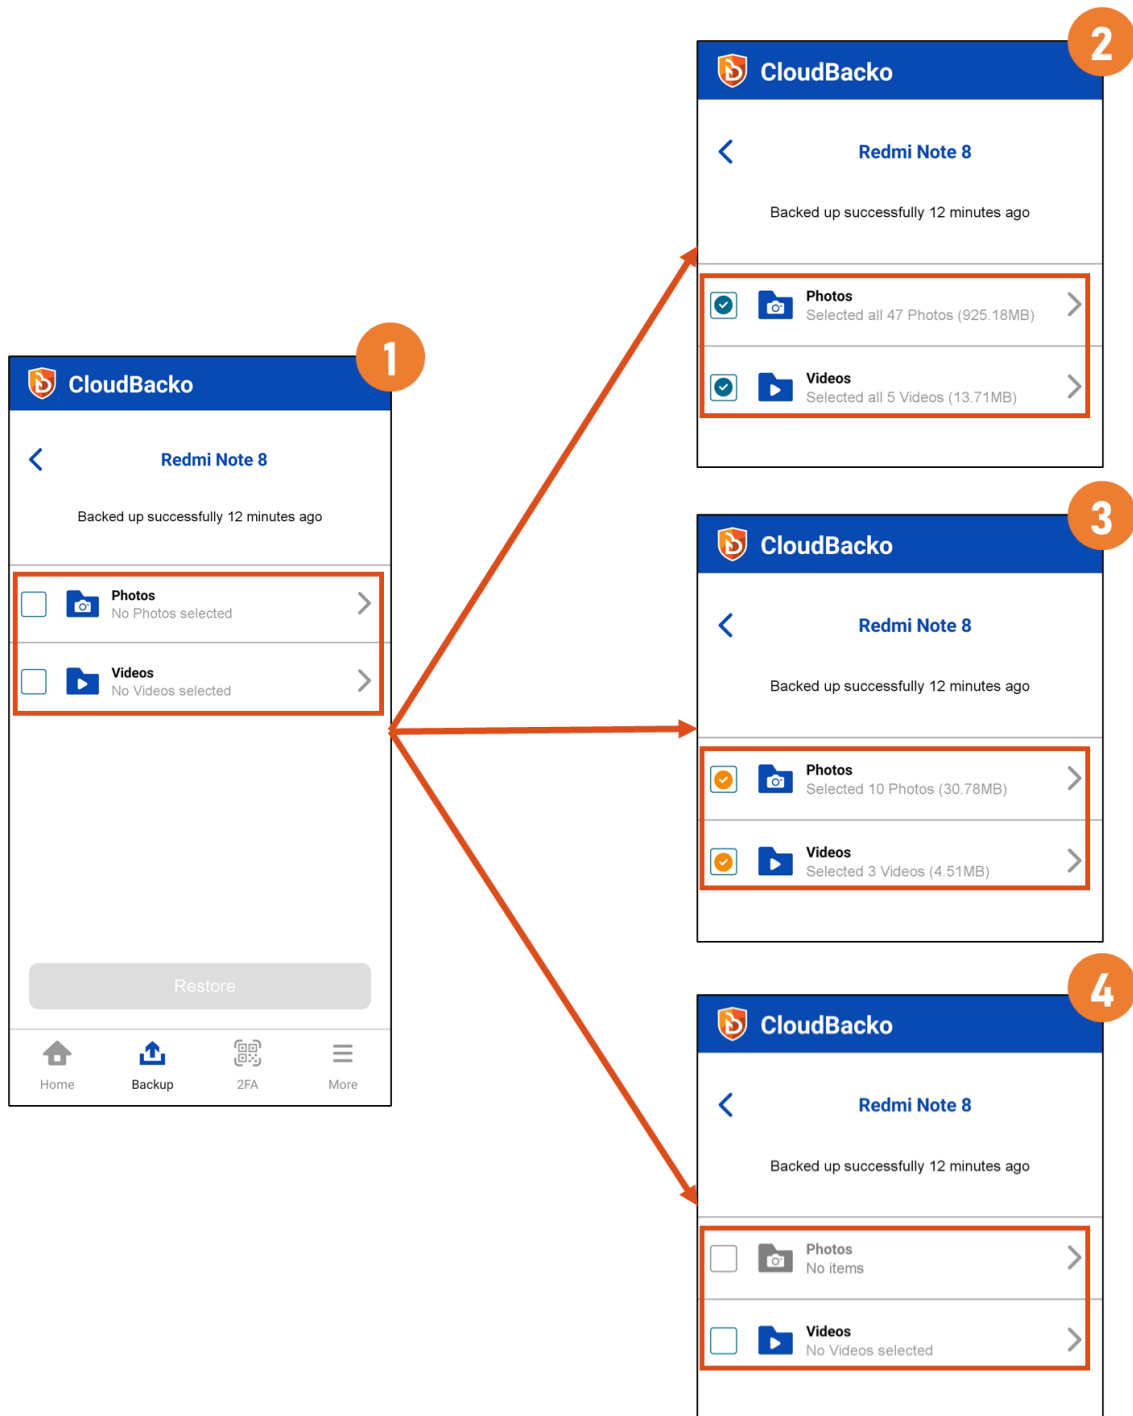 1
CloudBacko
Redmi Note 8
Backed up successfully 12 minutes ago
Photos
No Photos selected
Videos
No Videos selected
Restore
Home
Backup
2FA
More
2
CloudBacko
Redmi Note 8
Backed up successfully 12 minutes ago
Photos
Selected all 47 Photos (925.18MB)
Videos
Selected all 5 Videos (13.71MB)
3
CloudBacko
Redmi Note 8
Backed up successfully 12 minutes ago
Photos
Selected 10 Photos (30.78MB)
Videos
Selected 3 Videos (4.51MB)
4
CloudBacko
Redmi Note 8
Backed up successfully 12 minutes ago
Photos
No items
Videos
No Videos selected